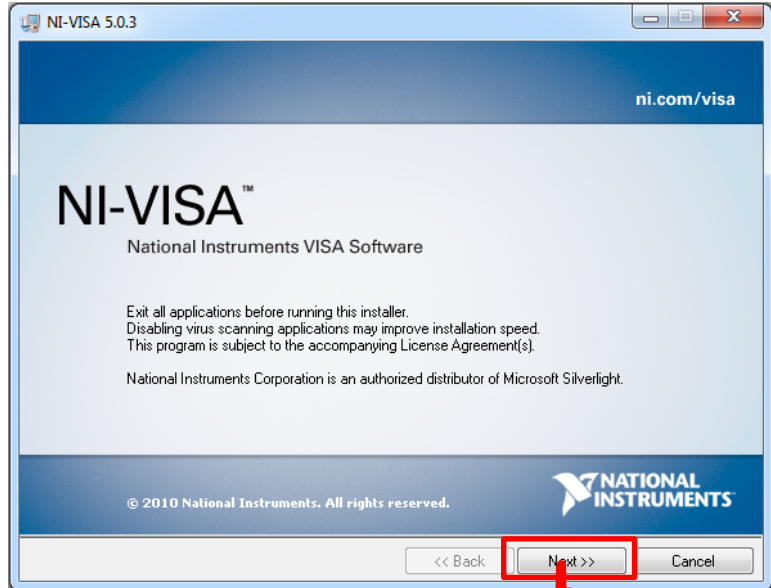 NI-VISA 5.0.3
ni.com/visa
NI-VISA™
National Instruments VISA Software
Exit all applications before running this installer.
Disabling virus scanning applications may improve installation speed.
This program is subject to the accompanying License Agreement(s).
National Instruments Corporation is an authorized distributor of Microsoft Silverlight.
© 2010 National Instruments. All rights reserved.
NATIONAL
INSTRUMENTS
<< Back
Next >>
Cancel